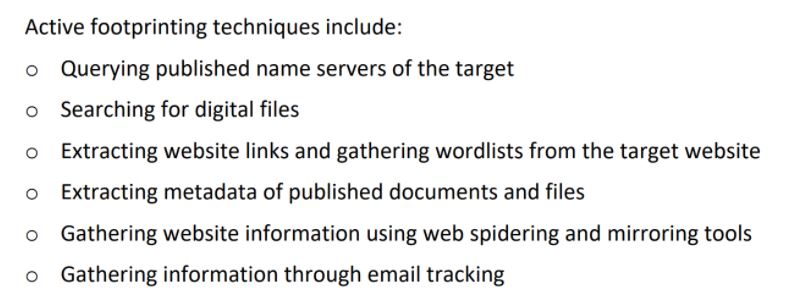 Active footprinting techniques include:
o Querying published name servers of the target
o Searching for digital files
o Extracting website links and gathering wordlists from the target website
o Extracting metadata of published documents and files
o Gathering website information using web spidering and mirroring tools
o Gathering information through email tracking